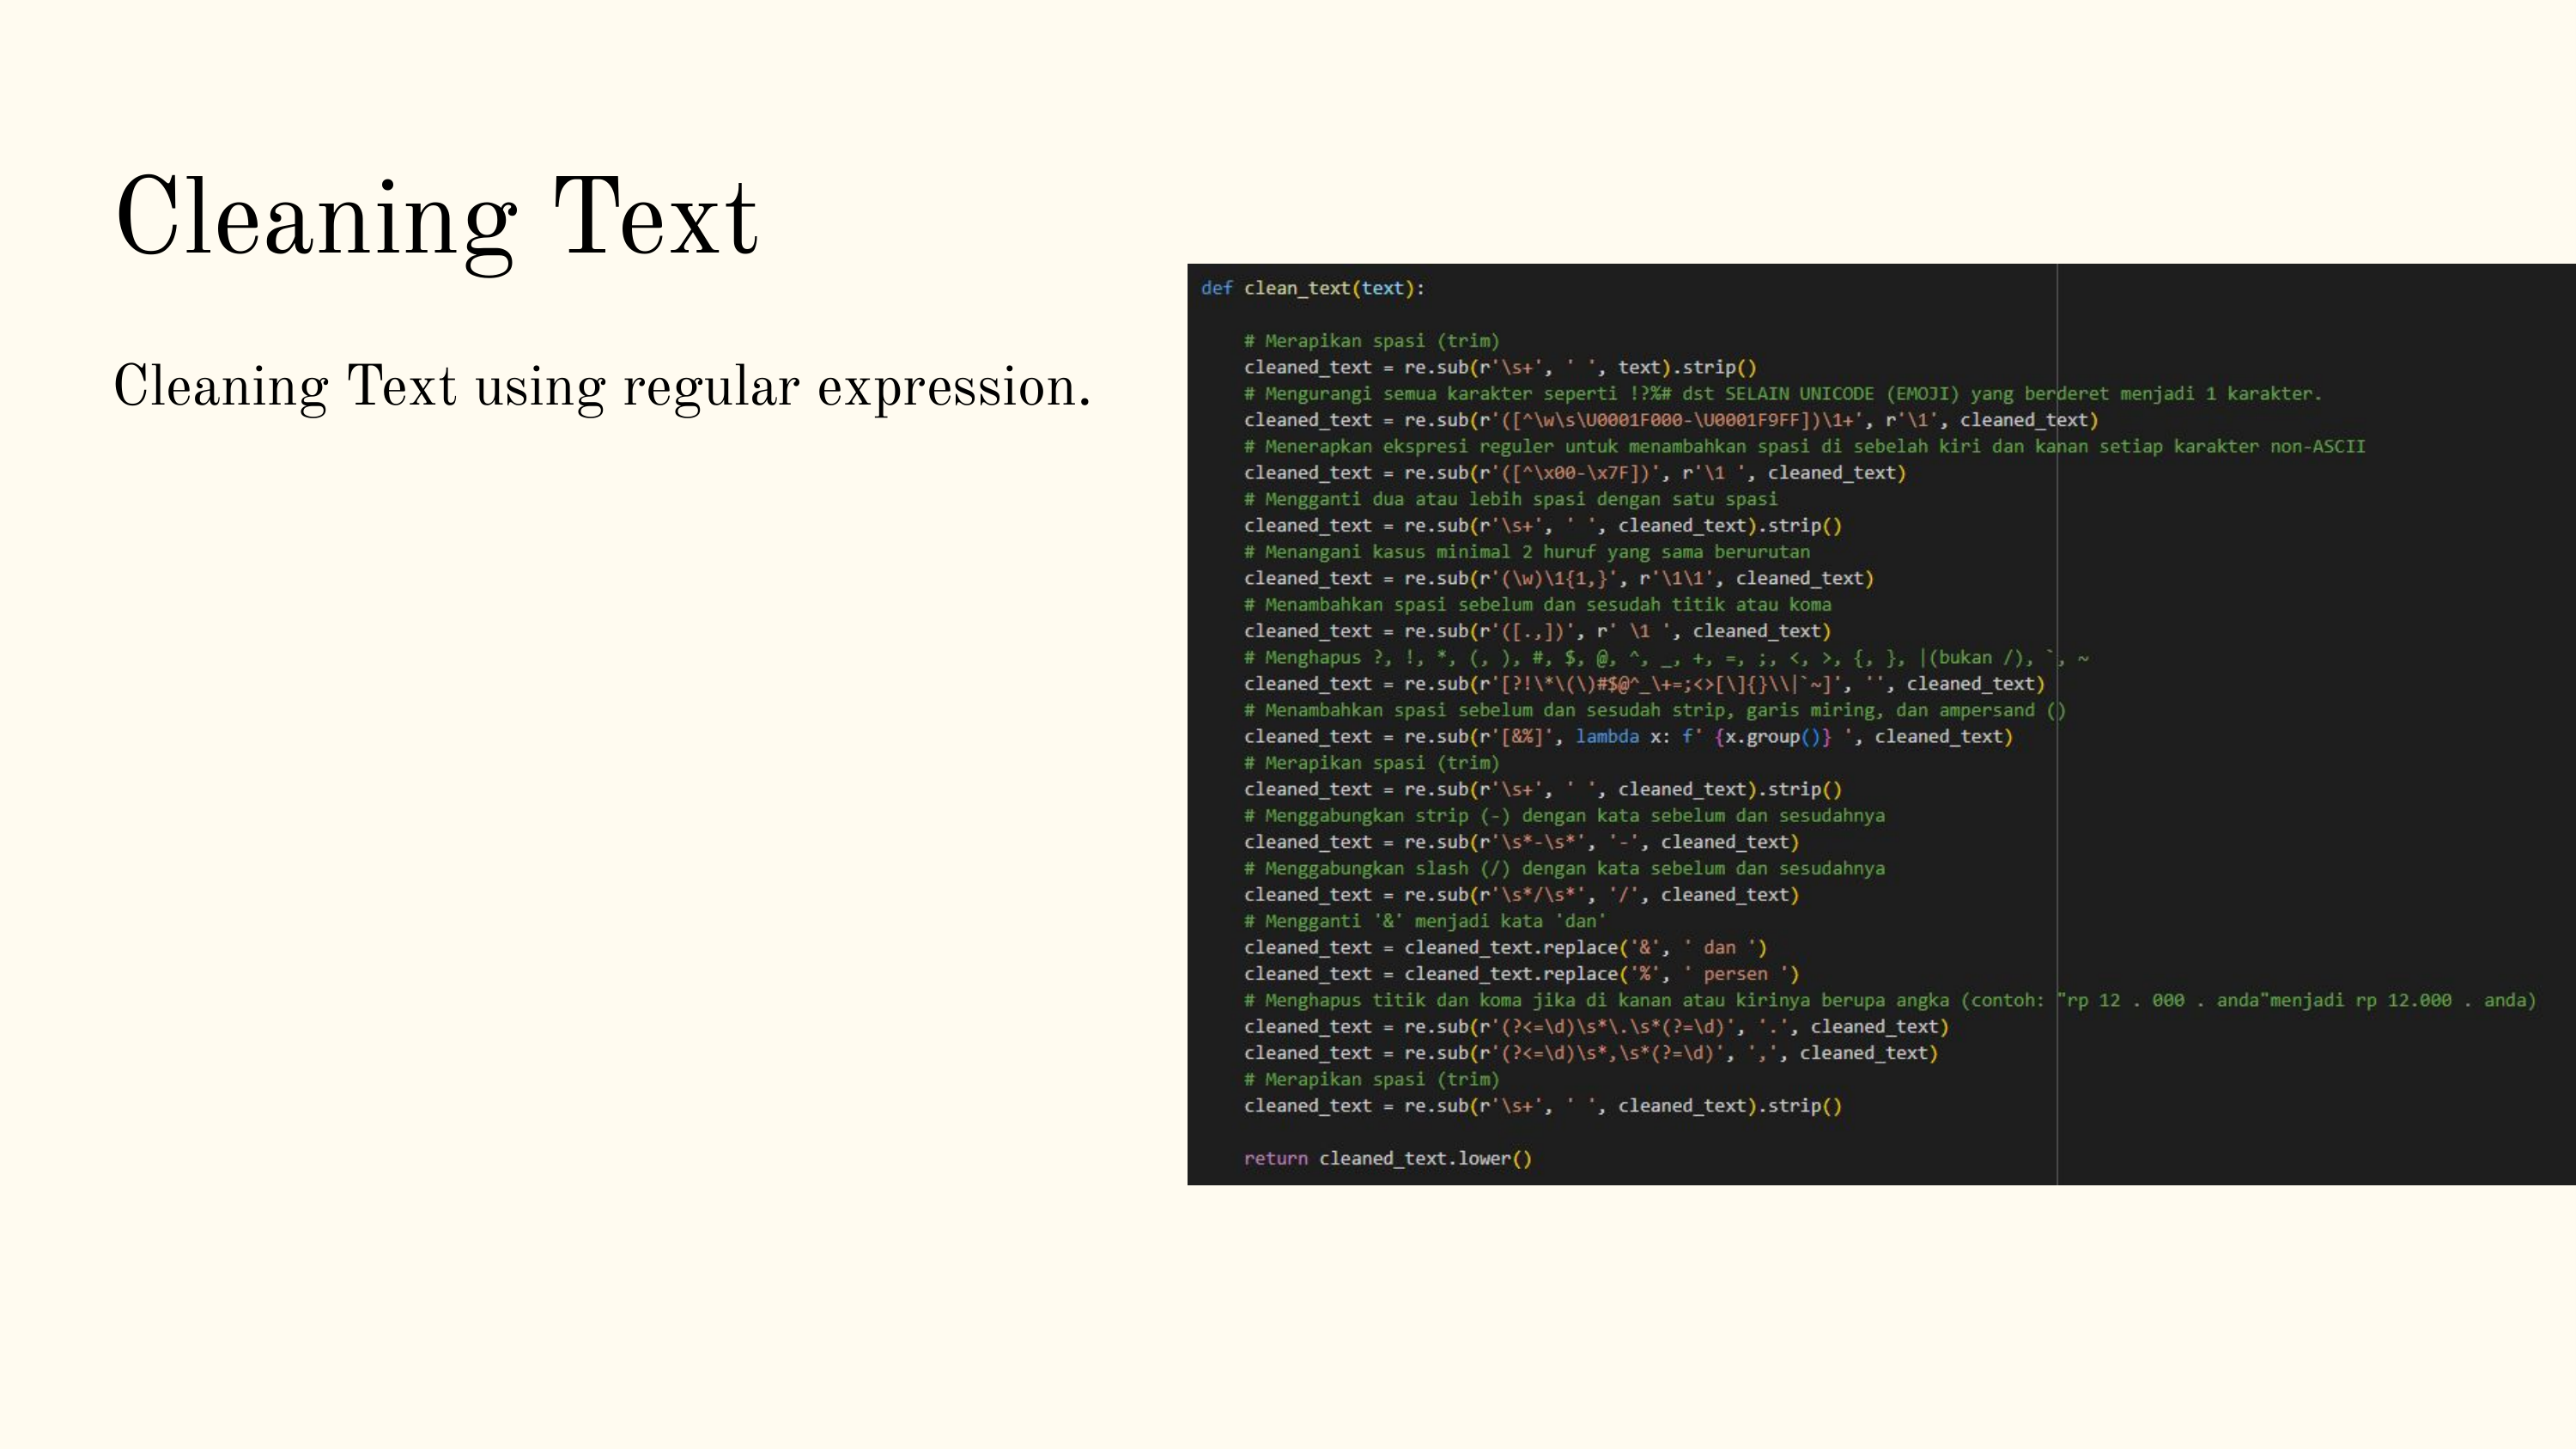 Cleaning Text
Cleaning Text using regular expression.
def clean_text(text):
# Merapikan spasi (trim)
cleaned_text = re.sub(r'\s+', ' ', text).strip()
# Mengurangi semua karakter seperti !?%# dst SELAIN UNICODE (EMOJI) yang berderet menjadi 1 karakter.
cleaned_text = re.sub(r'([^\w\s\U0001F000-\U0001F9FF])\1+', r'\1', cleaned_text)
# Menerapkan ekspresi reguler untuk menambahkan spasi di sebelah kiri dan kanan setiap karakter non-ASCII
cleaned_text = re.sub(r'([^\x00-\x7F])', r'\1 ', cleaned_text)
# Mengganti dua atau lebih spasi dengan satu spasi
cleaned_text = re.sub(r'\s+', ' ', cleaned_text).strip()
# Menangani kasus minimal 2 huruf yang sama berurutan
cleaned_text = re.sub(r'(\w)\1{1,}', r'\1\1', cleaned_text)
# Menambahkan spasi sebelum dan sesudah titik atau koma
cleaned_text = re.sub(r'([.,])', r' \1 ', cleaned_text)
# Menghapus ?, !, *, (, ), #, $, @, ^, _, +, =, ;, <, >, {, }, |(bukan /), `, ~
cleaned_text = re.sub(r'[?!\*\(\)#$@^_\+=;<>[\]{}\\|`~]', '', cleaned_text)
# Menambahkan spasi sebelum dan sesudah strip, garis miring, dan ampersand ()
cleaned_text = re.sub(r'[&%]', lambda x: f' {x.group()} ', cleaned_text)
# Merapikan spasi (trim)
cleaned_text = re.sub(r'\s+', ' ', cleaned_text).strip()
# Menggabungkan strip (-) dengan kata sebelum dan sesudahnya
cleaned_text = re.sub(r'\s*-\s*', '-', cleaned_text)
# Menggabungkan slash (/) dengan kata sebelum dan sesudahnya
cleaned_text = re.sub(r'\s*/\s*', '/', cleaned_text)
# Mengganti '&' menjadi kata 'dan'
cleaned_text = cleaned_text.replace('&', ' dan ')
cleaned_text = cleaned_text.replace('%', ' persen ')
# Menghapus titik dan koma jika di kanan atau kirinya berupa angka (contoh: "rp 12 . 000 . anda"menjadi rp 12.000 . anda)
cleaned_text = re.sub(r'(?<=\d)\s*\.\s*(?=\d)', '.', cleaned_text)
cleaned_text = re.sub(r'(?<=\d)\s*,\s*(?=\d)', ',', cleaned_text)
# Merapikan spasi (trim)
cleaned_text = re.sub(r'\s+', ' ', cleaned_text).strip()
return cleaned_text.lower()